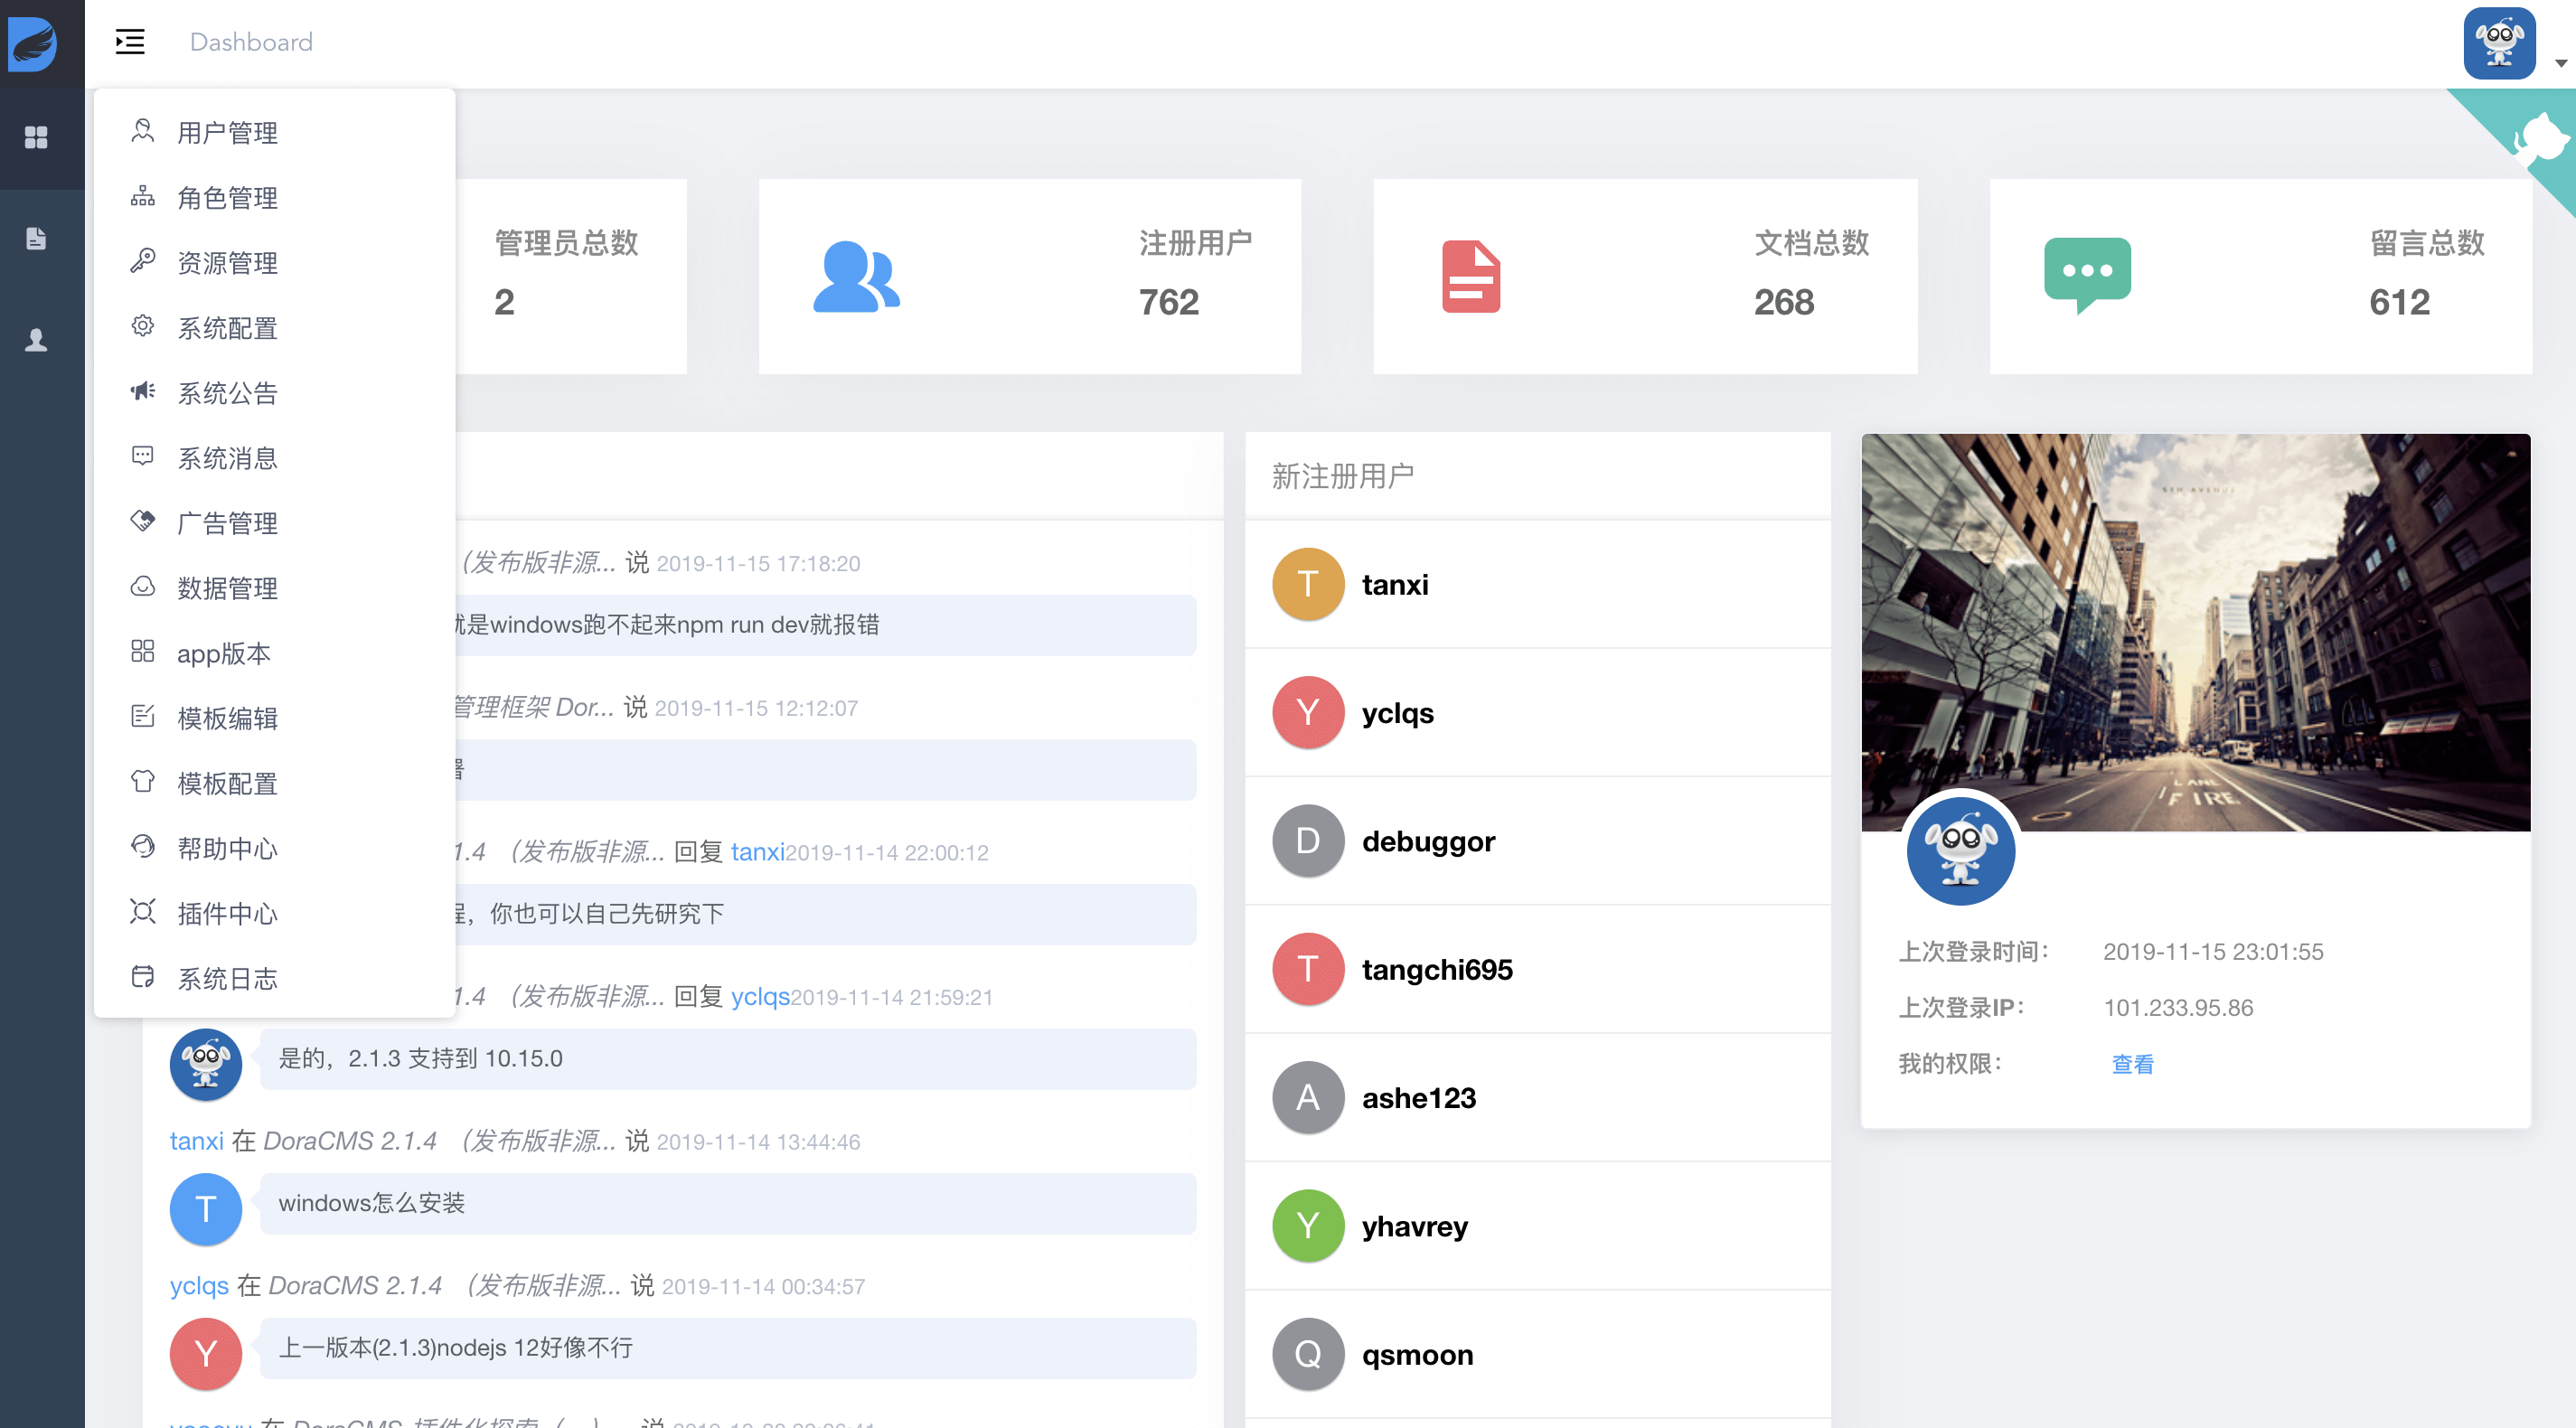 Dashboard
用户管理
角色管理
资源管理
系统配置
系统公告
系统消息
广告管理
数据管理
app版本
模板编辑
模板配置
帮助中心
插件中心
系统日志
管理员总数
2
注册用户
762
文档总数
268
留言总数
612
(发布版非源... 说 2019-11-15 17:18:20
就是windows跑不起来npm run dev就报错
管理框架 Dor... 说 2019-11-15 12:12:07
1.4 (发布版非源... 回复 tanxi2019-11-14 22:00:12
程，你也可以自己先研究下
1.4 (发布版非源... 回复 yclqs2019-11-14 21:59:21
是的，2.1.3 支持到 10.15.0
tanxi 在 DoraCMS 2.1.4 (发布版非源... 说 2019-11-14 13:44:46
T
windows怎么安装
yclqs 在 DoraCMS 2.1.4 (发布版非源... 说 2019-11-14 00:34:57
Y
上一版本(2.1.3)nodejs 12好像不行
在 DoraCMS 插件化探索 (一) 说
新注册用户
T tanxi
Y yclqs
D debuggor
T tangchi695
A ashe123
Y yhavrey
Q qsmoon
5TH AVENUE
LANE
FIRE
上次登录时间： 2019-11-15 23:01:55
上次登录IP： 101.233.95.86
我的权限： 查看